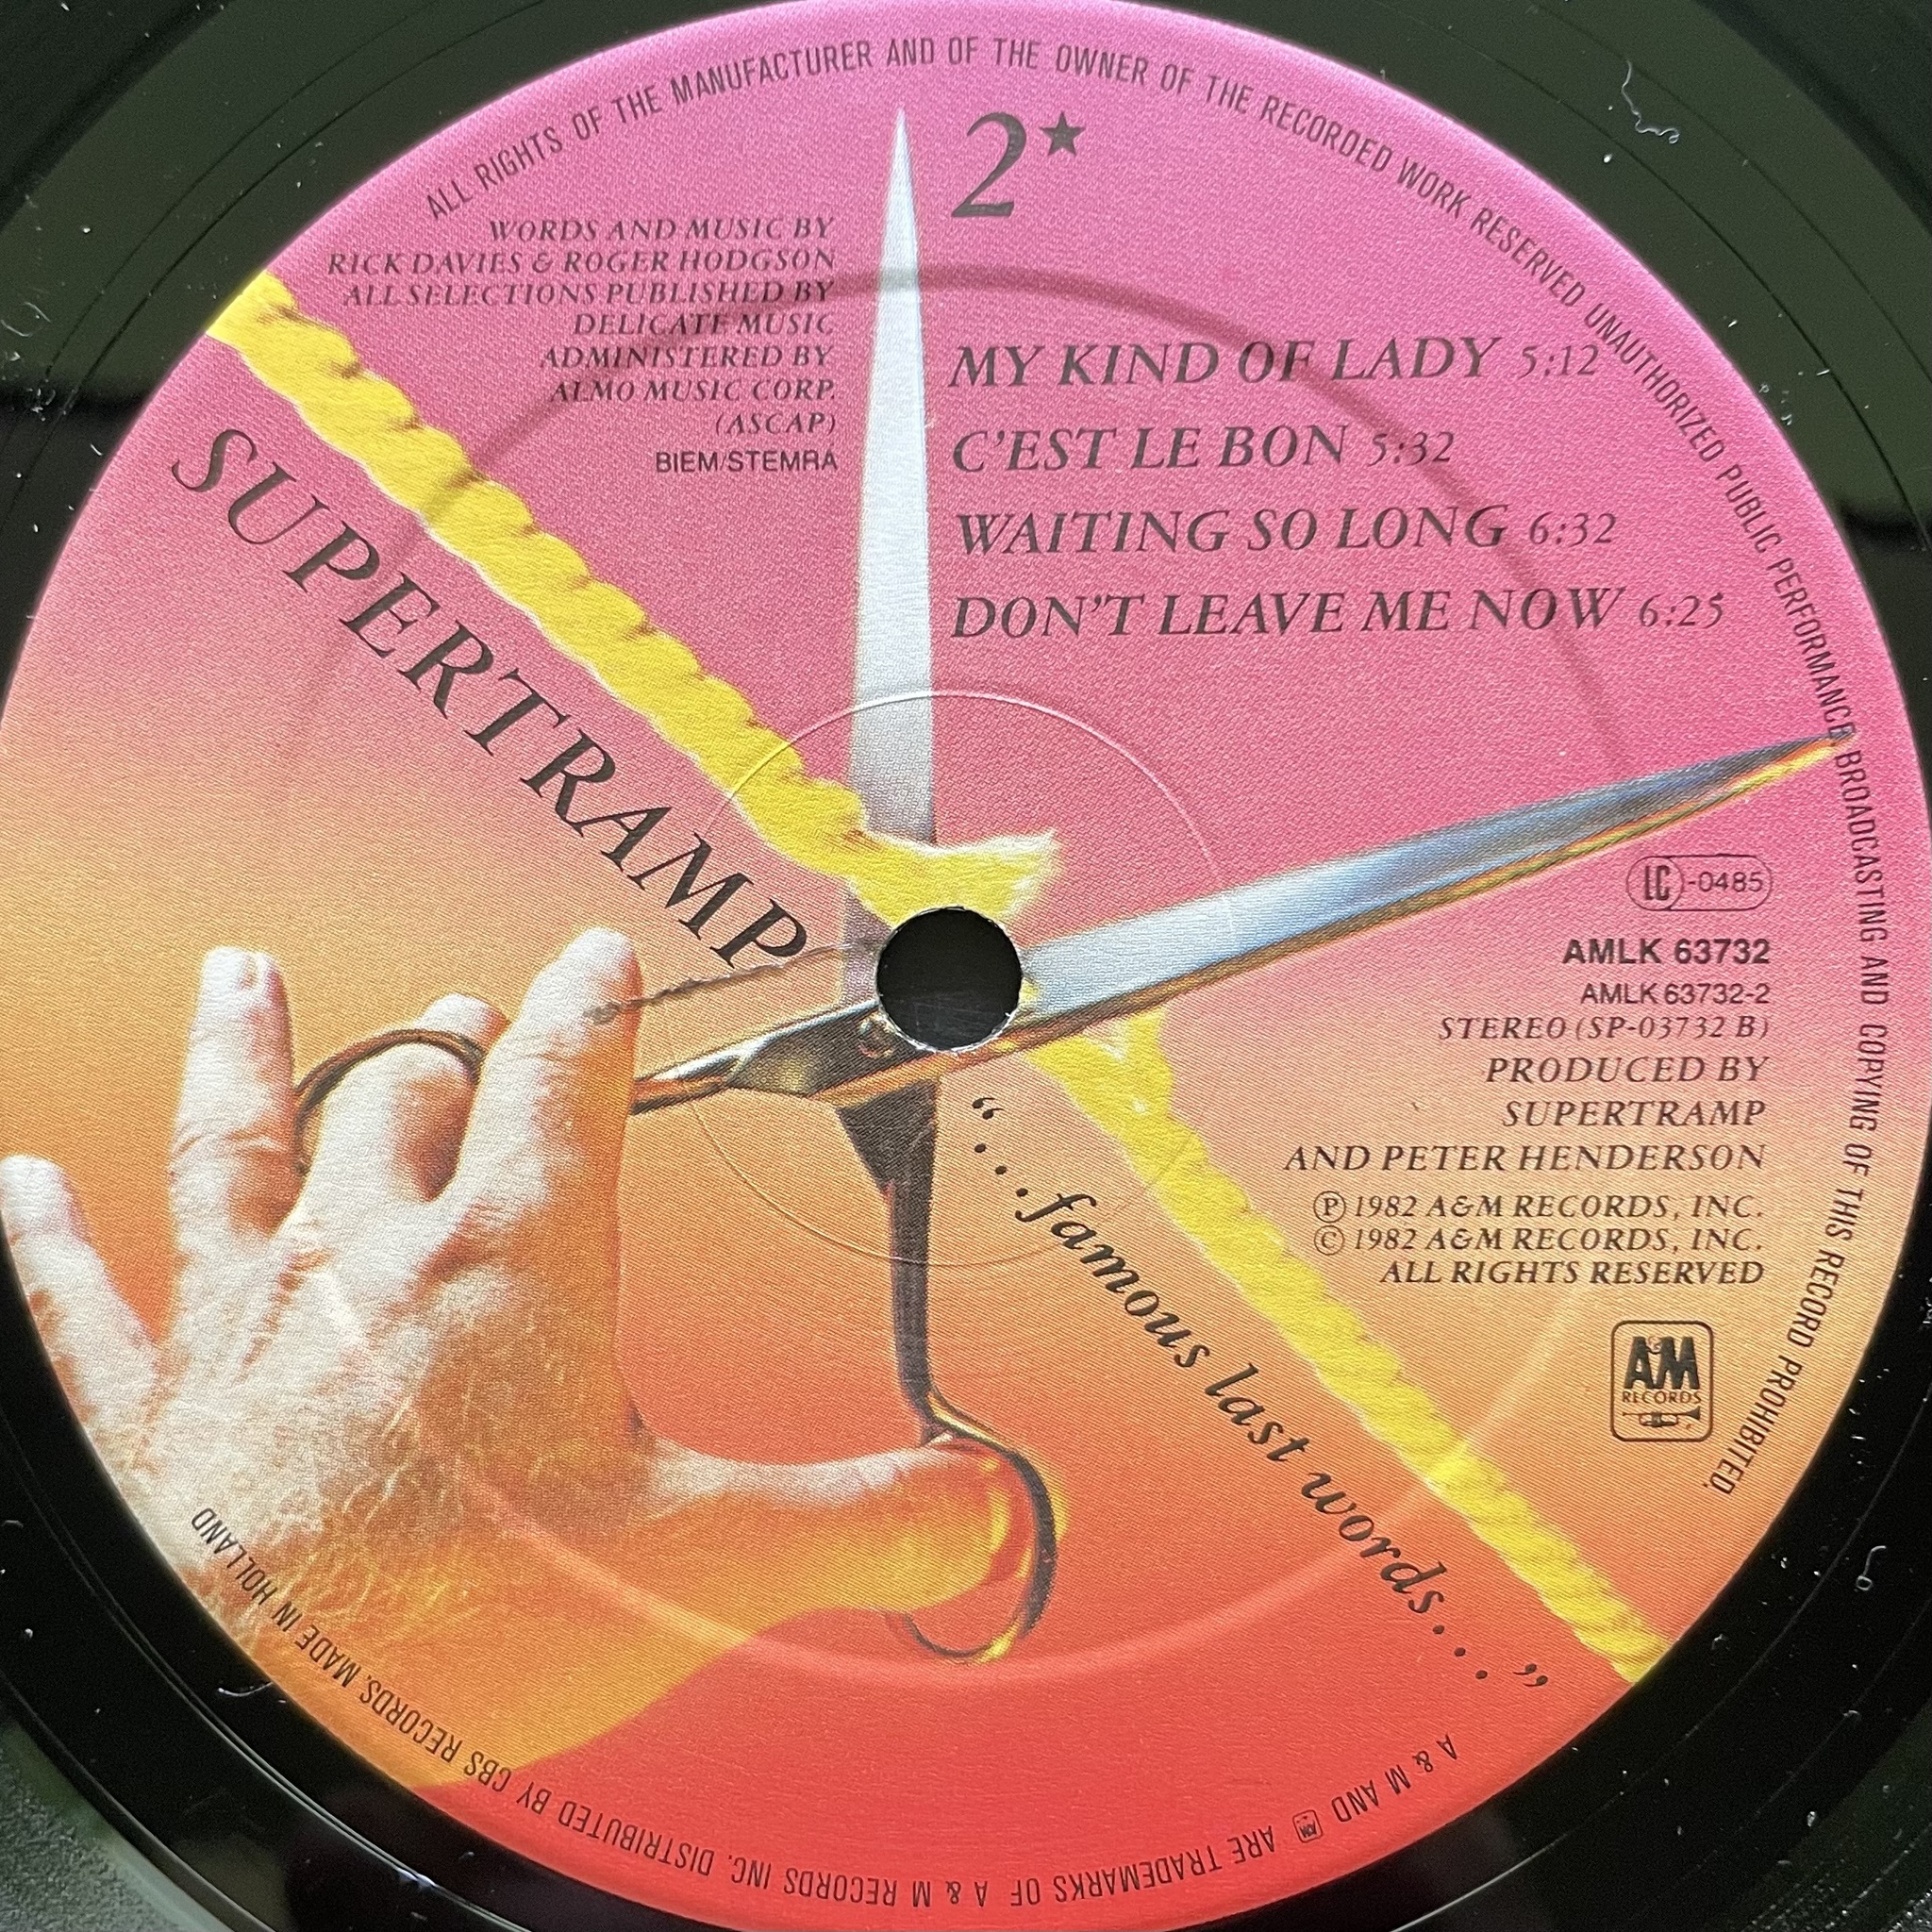 ALL RIGHTS OF THE MANUFACTURER AND OF THE OWNER OF THE RECORDED WORK RESERVED UNAUTHORIZED PUBLIC PERFORMANCE BROADCASTING AND COPYING OF THIS RECORD PROHIBITED.
2★
WORDS AND MUSIC BY
RICK DAVIES & ROGER HODGSON
ALL SELECTIONS PUBLISHED BY
DELICATE MUSIC
ADMINISTERED BY
ALMO MUSIC CORP.
(ASCAP)
BIEM/STEMRA
MY KIND OF LADY 5:12
C'EST LE BON 5:32
WAITING SO LONG 6:32
DON'T LEAVE ME NOW 6:25
SUPERTRAMP
LC-0485
AMLK 63732
AMLK 63732-2
STEREO (SP-03732 B)
PRODUCED BY
SUPERTRAMP
AND PETER HENDERSON
Ⓟ 1982 A&M RECORDS, INC.
© 1982 A&M RECORDS, INC.
ALL RIGHTS RESERVED
A&M
RECORDS
"...famous last words..."
A & M AND A&M ARE TRADEMARKS OF A & M RECORDS INC. DISTRIBUTED BY CBS RECORDS. MADE IN HOLLAND